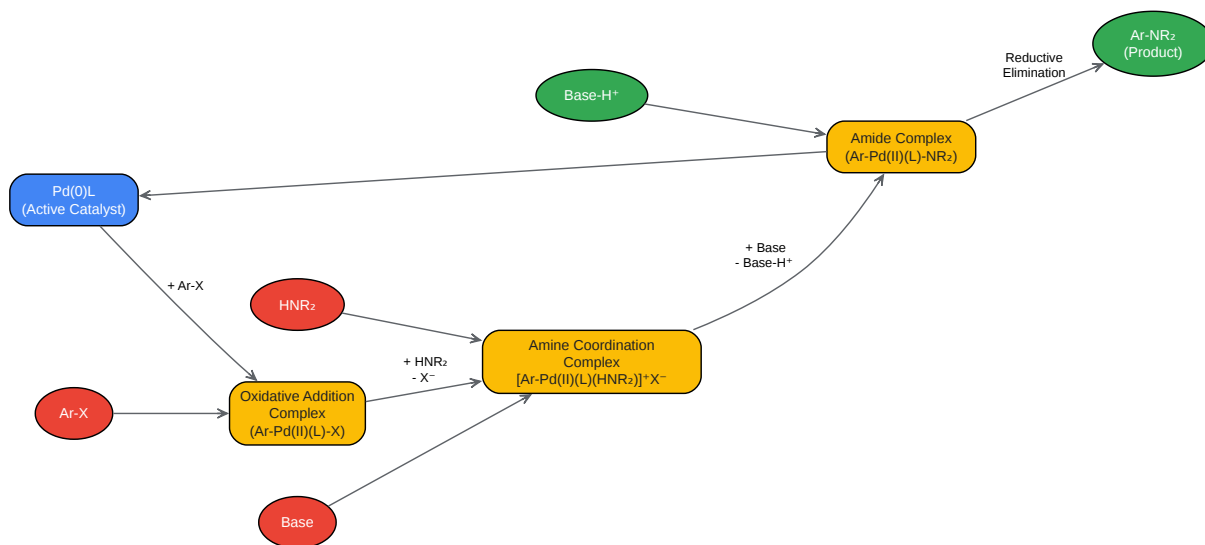 Ar-NR₂
(Product)
Reductive
Elimination
Base-H⁺
Amide Complex
(Ar-Pd(II)(L)-NR₂)
Pd(0)L
(Active Catalyst)
+ Base
- Base-H⁺
+ Ar-X
HNR₂
Amine Coordination
Complex
[Ar-Pd(II)(L)(HNR₂)]⁺X⁻
+ HNR₂
- X⁻
Oxidative Addition
Complex
(Ar-Pd(II)(L)-X)
Ar-X
Base